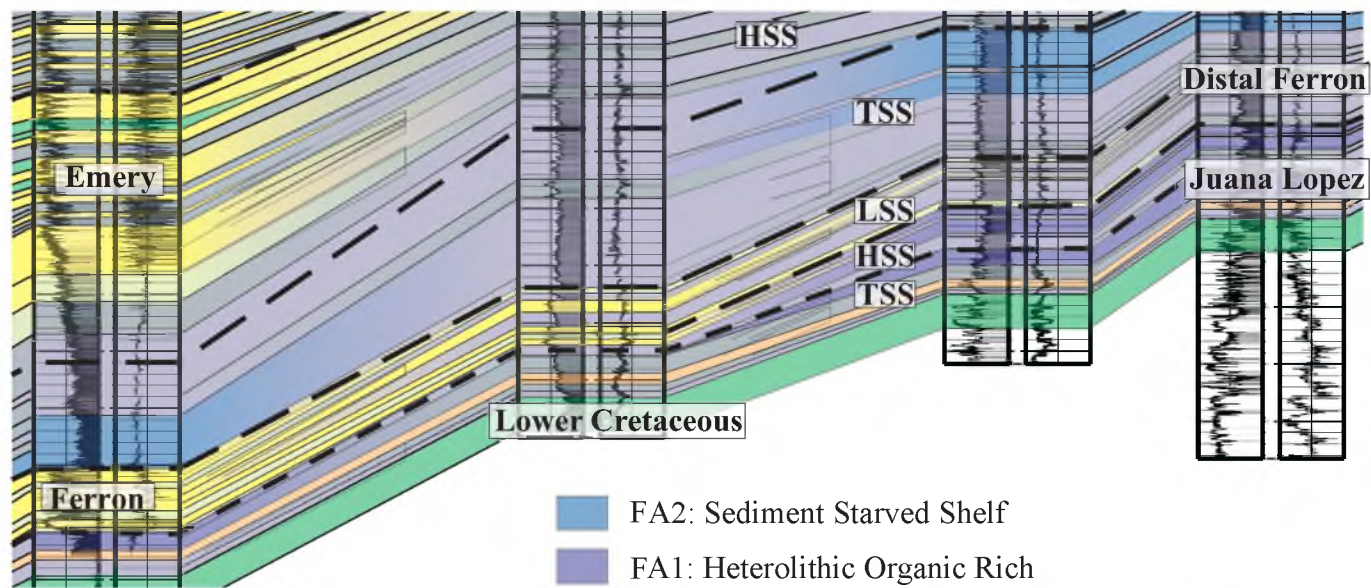 HSS
Distal Ferron
TSS
Emery
Juana Lopez
LSS
HSS
TSS
Lower Cretaceous
Ferron
FA2: Sediment Starved Shelf
FA1: Heterolithic Organic Rich